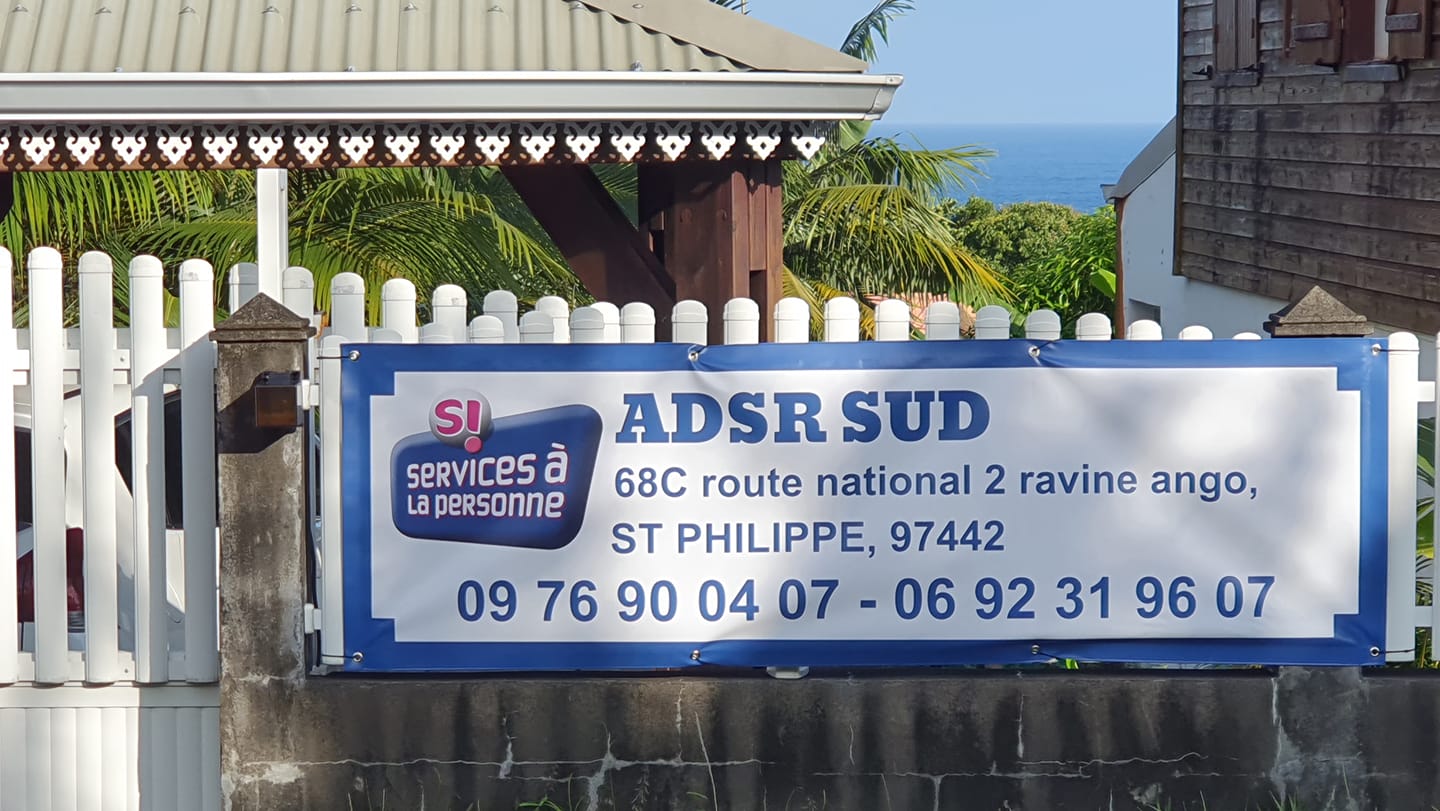 S!
services à
la personne
ADSR SUD
68C route national 2 ravine ango,
ST PHILIPPE, 97442
09 76 90 04 07 - 06 92 31 96 07